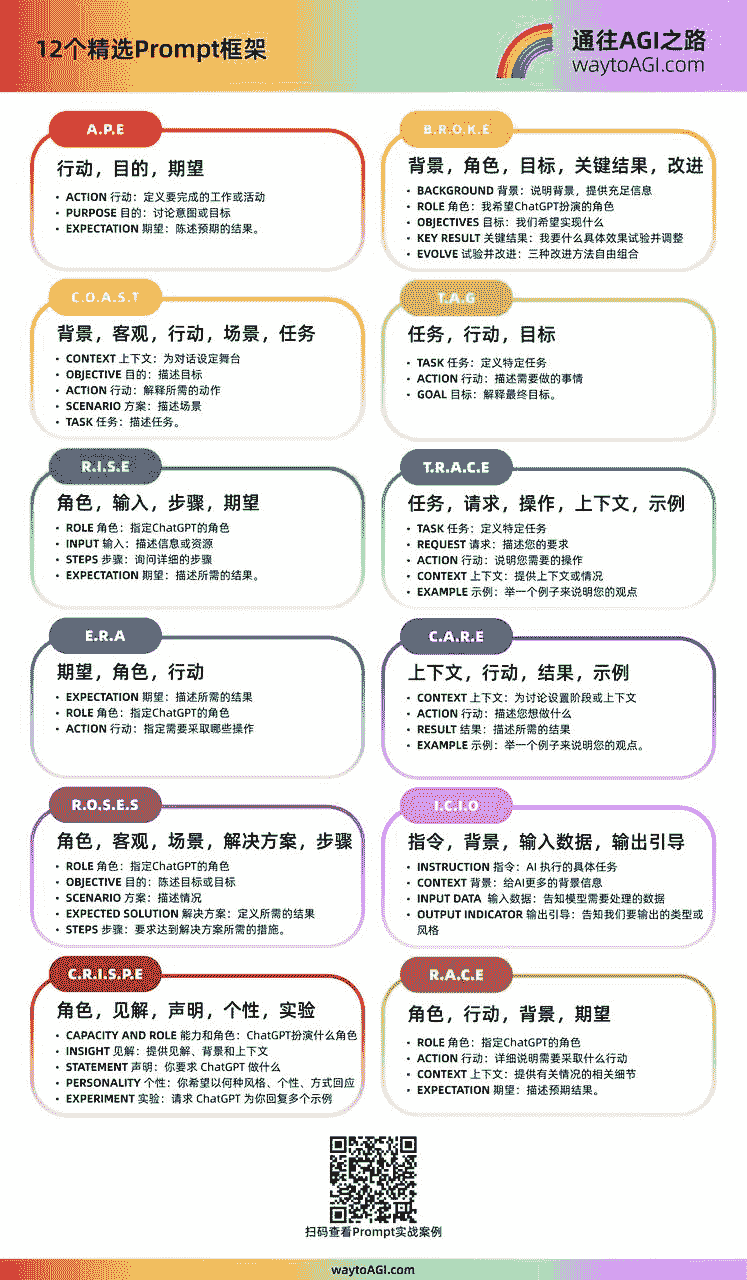 12个精选Prompt框架
通往AGI之路
waytoAGI.com
A.P.E
行动，目的，期望
• ACTION 行动：定义要完成的工作或活动
• PURPOSE 目的：讨论意图或目标
• EXPECTATION 期望：陈述预期的结果。
B.R.O.K.E
背景，角色，目标，关键结果，改进
• BACKGROUND 背景：说明背景，提供充足信息
• ROLE 角色：我希望ChatGPT扮演的角色
• OBJECTIVES 目标：我们希望实现什么
• KEY RESULT 关键结果：我要什么具体效果试验并调整
• EVOLVE 试验并改进：三种改进方法自由组合
C.O.A.S.T
背景，客观，行动，场景，任务
• CONTEXT 上下文：为对话设定舞台
• OBJECTIVE 目的：描述目标
• ACTION 行动：解释所需的动作
• SCENARIO 方案：描述场景
• TASK 任务：描述任务。
T.A.G
任务，行动，目标
• TASK 任务：定义特定任务
• ACTION 行动：描述需要做的事情
• GOAL 目标：解释最终目标。
R.I.S.E
角色，输入，步骤，期望
• ROLE 角色：指定ChatGPT的角色
• INPUT 输入：描述信息或资源
• STEPS 步骤：询问详细的步骤
• EXPECTATION 期望：描述所需的结果。
T.R.A.C.E
任务，请求，操作，上下文，示例
• TASK 任务：定义特定任务
• REQUEST 请求：描述您的要求
• ACTION 行动：说明您需要的操作
• CONTEXT 上下文：提供上下文或情况
• EXAMPLE 示例：举一个例子来说明您的观点
E.R.A
期望，角色，行动
• EXPECTATION 期望：描述所需的结果
• ROLE 角色：指定ChatGPT的角色
• ACTION 行动：指定需要采取哪些操作
C.A.R.E
上下文，行动，结果，示例
• CONTEXT 上下文：为讨论设置阶段或上下文
• ACTION 行动：描述您想做什么
• RESULT 结果：描述所需的结果
• EXAMPLE 示例：举一个例子来说明您的观点。
R.O.S.E.S
角色，客观，场景，解决方案，步骤
• ROLE 角色：指定ChatGPT的角色
• OBJECTIVE 目的：陈述目标或目标
• SCENARIO 方案：描述情况
• EXPECTED SOLUTION 解决方案：定义所需的结果
• STEPS 步骤：要求达到解决方案所需的措施。
I.C.I.O
指令，背景，输入数据，输出引导
• INSTRUCTION 指令：AI 执行的具体任务
• CONTEXT 背景：给AI更多的背景信息
• INPUT DATA 输入数据：告知模型需要处理的数据
• OUTPUT INDICATOR 输出引导：告知我们要输出的类型或
风格
C.R.I.S.P.E
角色，见解，声明，个性，实验
• CAPACITY AND ROLE 能力和角色：ChatGPT扮演什么角色
• INSIGHT 见解：提供见解、背景和上下文
• STATEMENT 声明：你要求 ChatGPT 做什么
• PERSONALITY 个性：你希望以何种风格、个性、方式回应
• EXPERIMENT 实验：请求 ChatGPT 为你回复多个示例
R.A.C.E
角色，行动，背景，期望
• ROLE 角色：指定ChatGPT的角色
• ACTION 行动：详细说明需要采取什么行动
• CONTEXT 上下文：提供有关情况的相关细节
• EXPECTATION 期望：描述预期结果。
扫码查看Prompt实战案例
waytoAGI.com